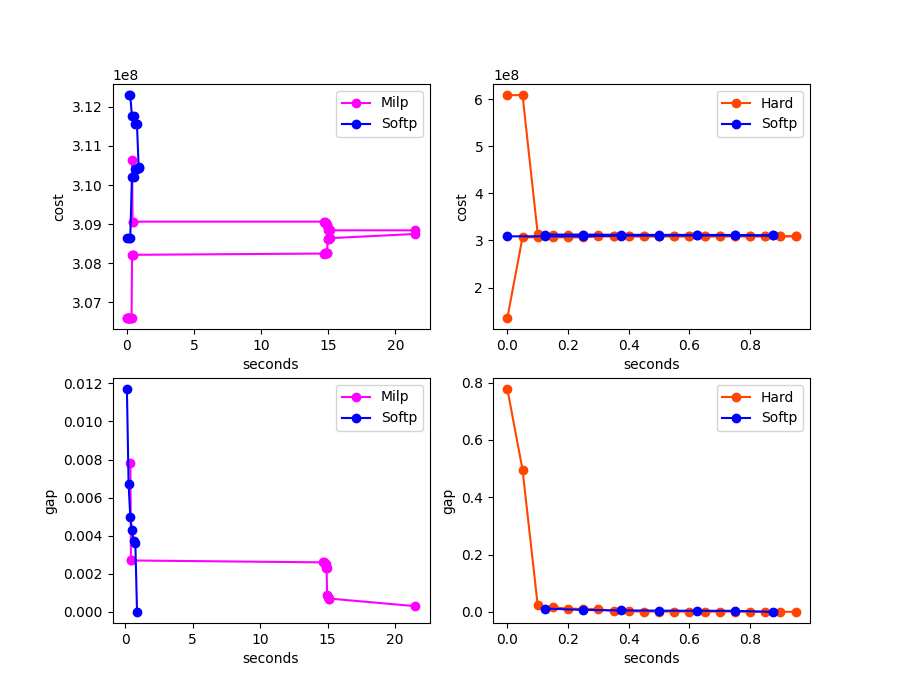 1e8
3.12
3.11
3.10
3.09
3.08
3.07
cost
0 5 10 15 20
seconds
Milp
Softp
1e8
6
5
4
3
2
cost
0.0 0.2 0.4 0.6 0.8
seconds
Hard
Softp
0.012
0.010
0.008
0.006
0.004
0.002
0.000
gap
0 5 10 15 20
seconds
Milp
Softp
0.8
0.6
0.4
0.2
0.0
gap
0.0 0.2 0.4 0.6 0.8
seconds
Hard
Softp